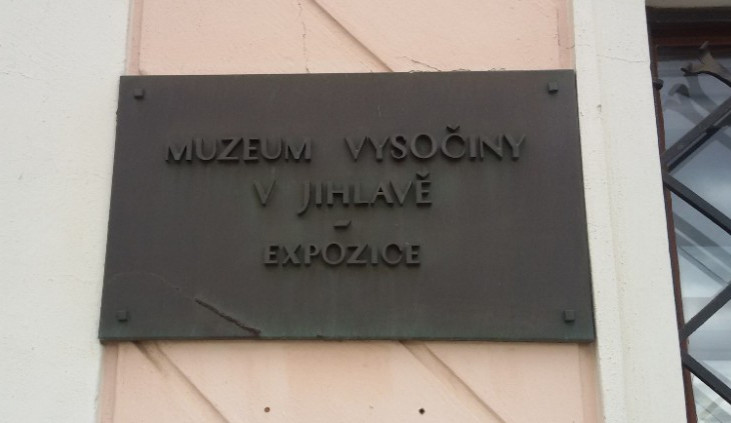 MUZEUM VYSOČINY
V JIHLAVĚ
-
EXPOZICE